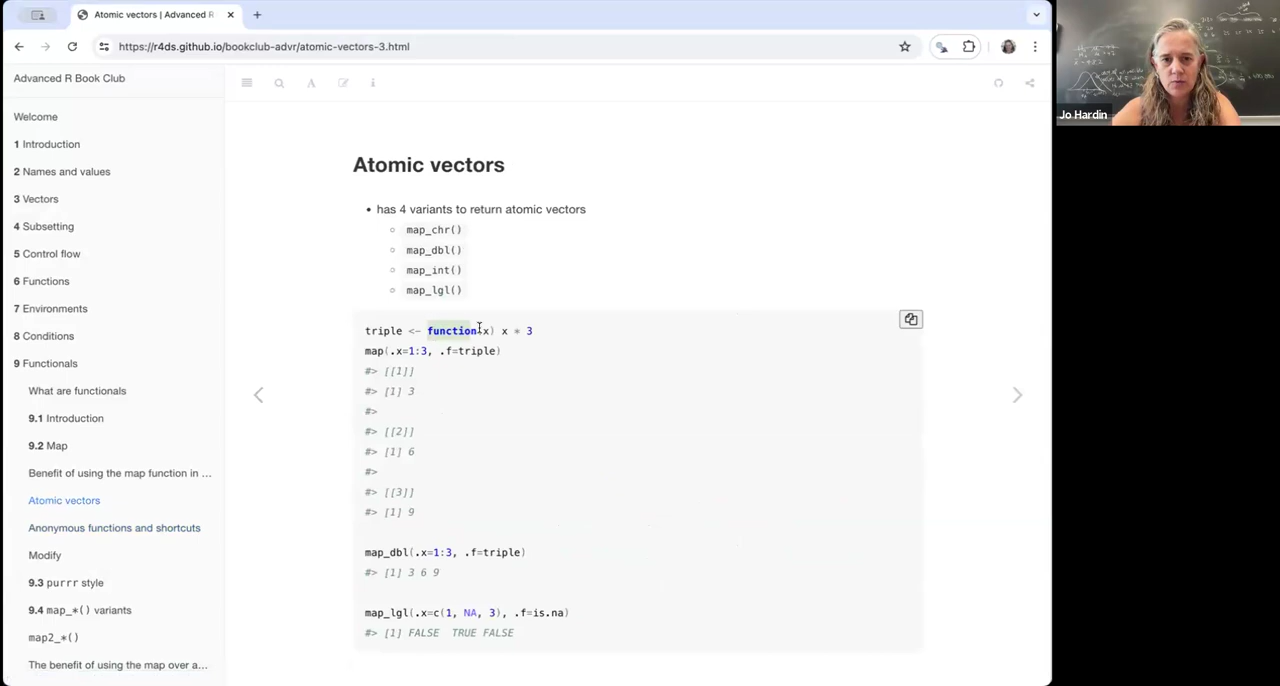 Atomic vectors | Advanced R
https://r4ds.github.io/bookclub-advr/atomic-vectors-3.html
Jo Hardin
Advanced R Book Club
Welcome
1 Introduction
2 Names and values
3 Vectors
4 Subsetting
5 Control flow
6 Functions
7 Environments
8 Conditions
9 Functionals
What are functionals
9.1 Introduction
9.2 Map
Benefit of using the map function in ...
Atomic vectors
Anonymous functions and shortcuts
Modify
9.3 purrr style
9.4 map_*() variants
map2_*()
The benefit of using the map over a...
Atomic vectors
• has 4 variants to return atomic vectors
map_chr()
map_dbl()
map_int()
map_lgl()
triple <- function(x) x * 3
map(.x=1:3, .f=triple)
#> [[1]]
#> [1] 3
#>
#> [[2]]
#> [1] 6
#>
#> [[3]]
#> [1] 9
map_dbl(.x=1:3, .f=triple)
#> [1] 3 6 9
map_lgl(.x=c(1, NA, 3), .f=is.na)
#> [1] FALSE  TRUE FALSE